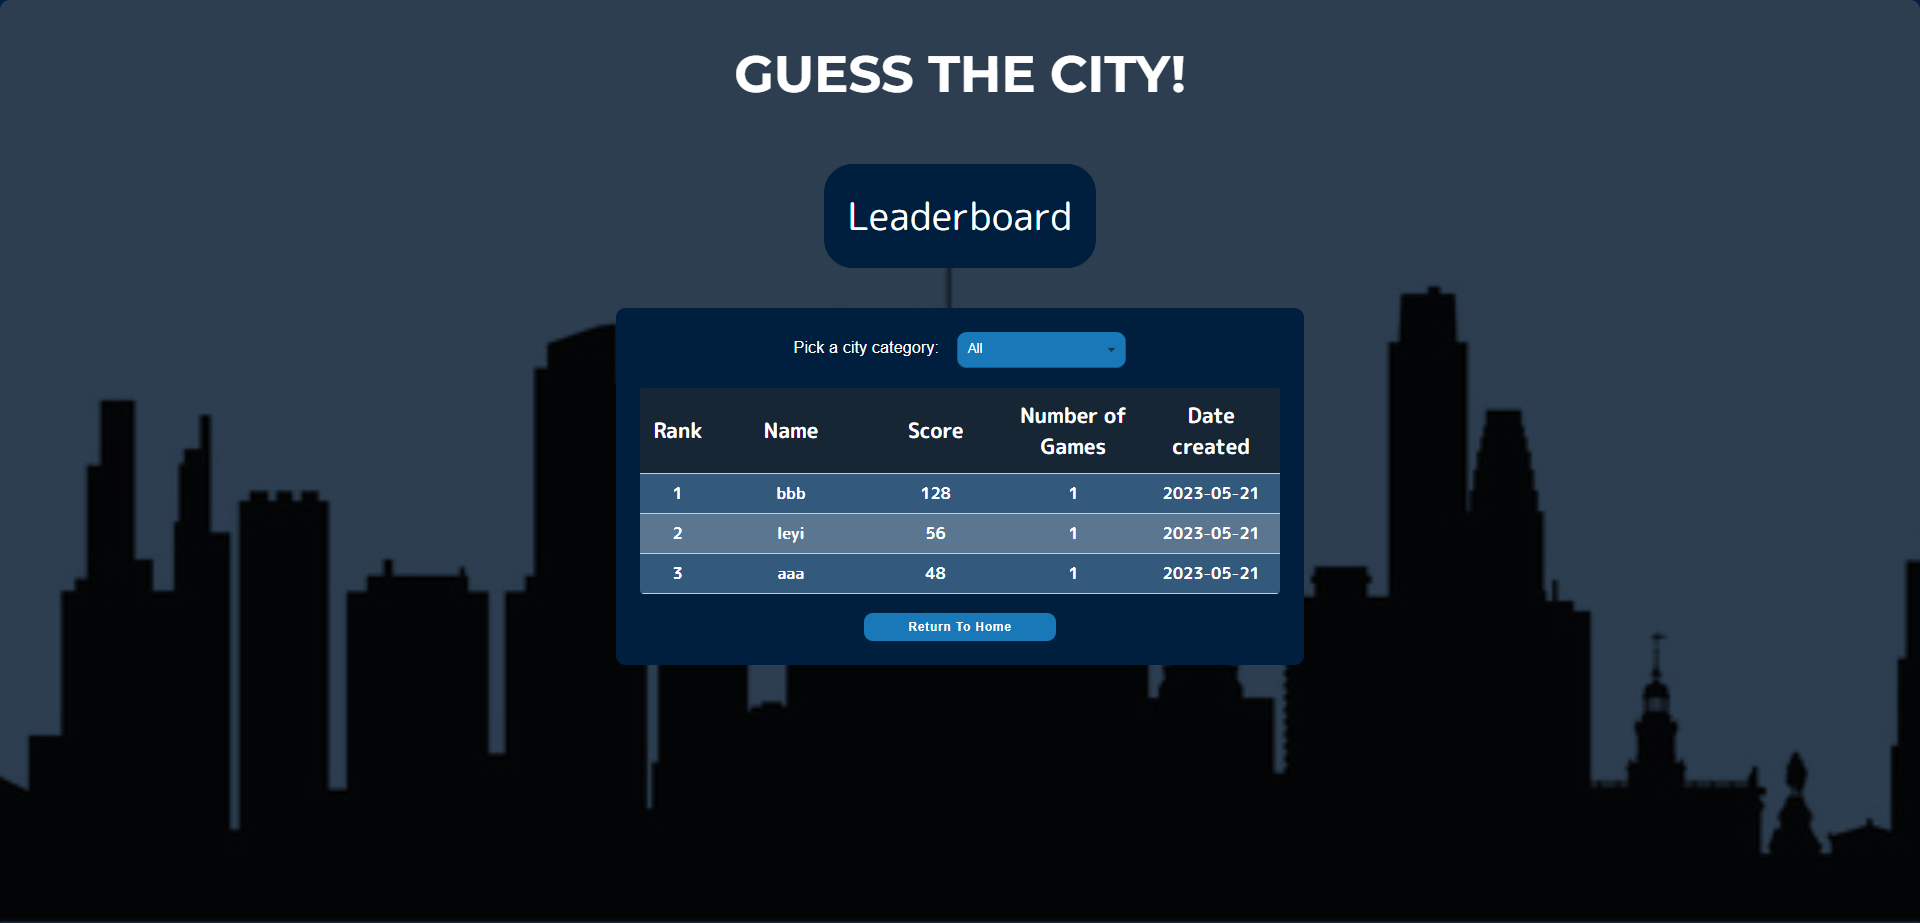 GUESS THE CITY!
Leaderboard
Pick a city category: All
Rank Name Score Number of Games Date created
1 bbb 128 1 2023-05-21
2 leyi 56 1 2023-05-21
3 aaa 48 1 2023-05-21
Return To Home